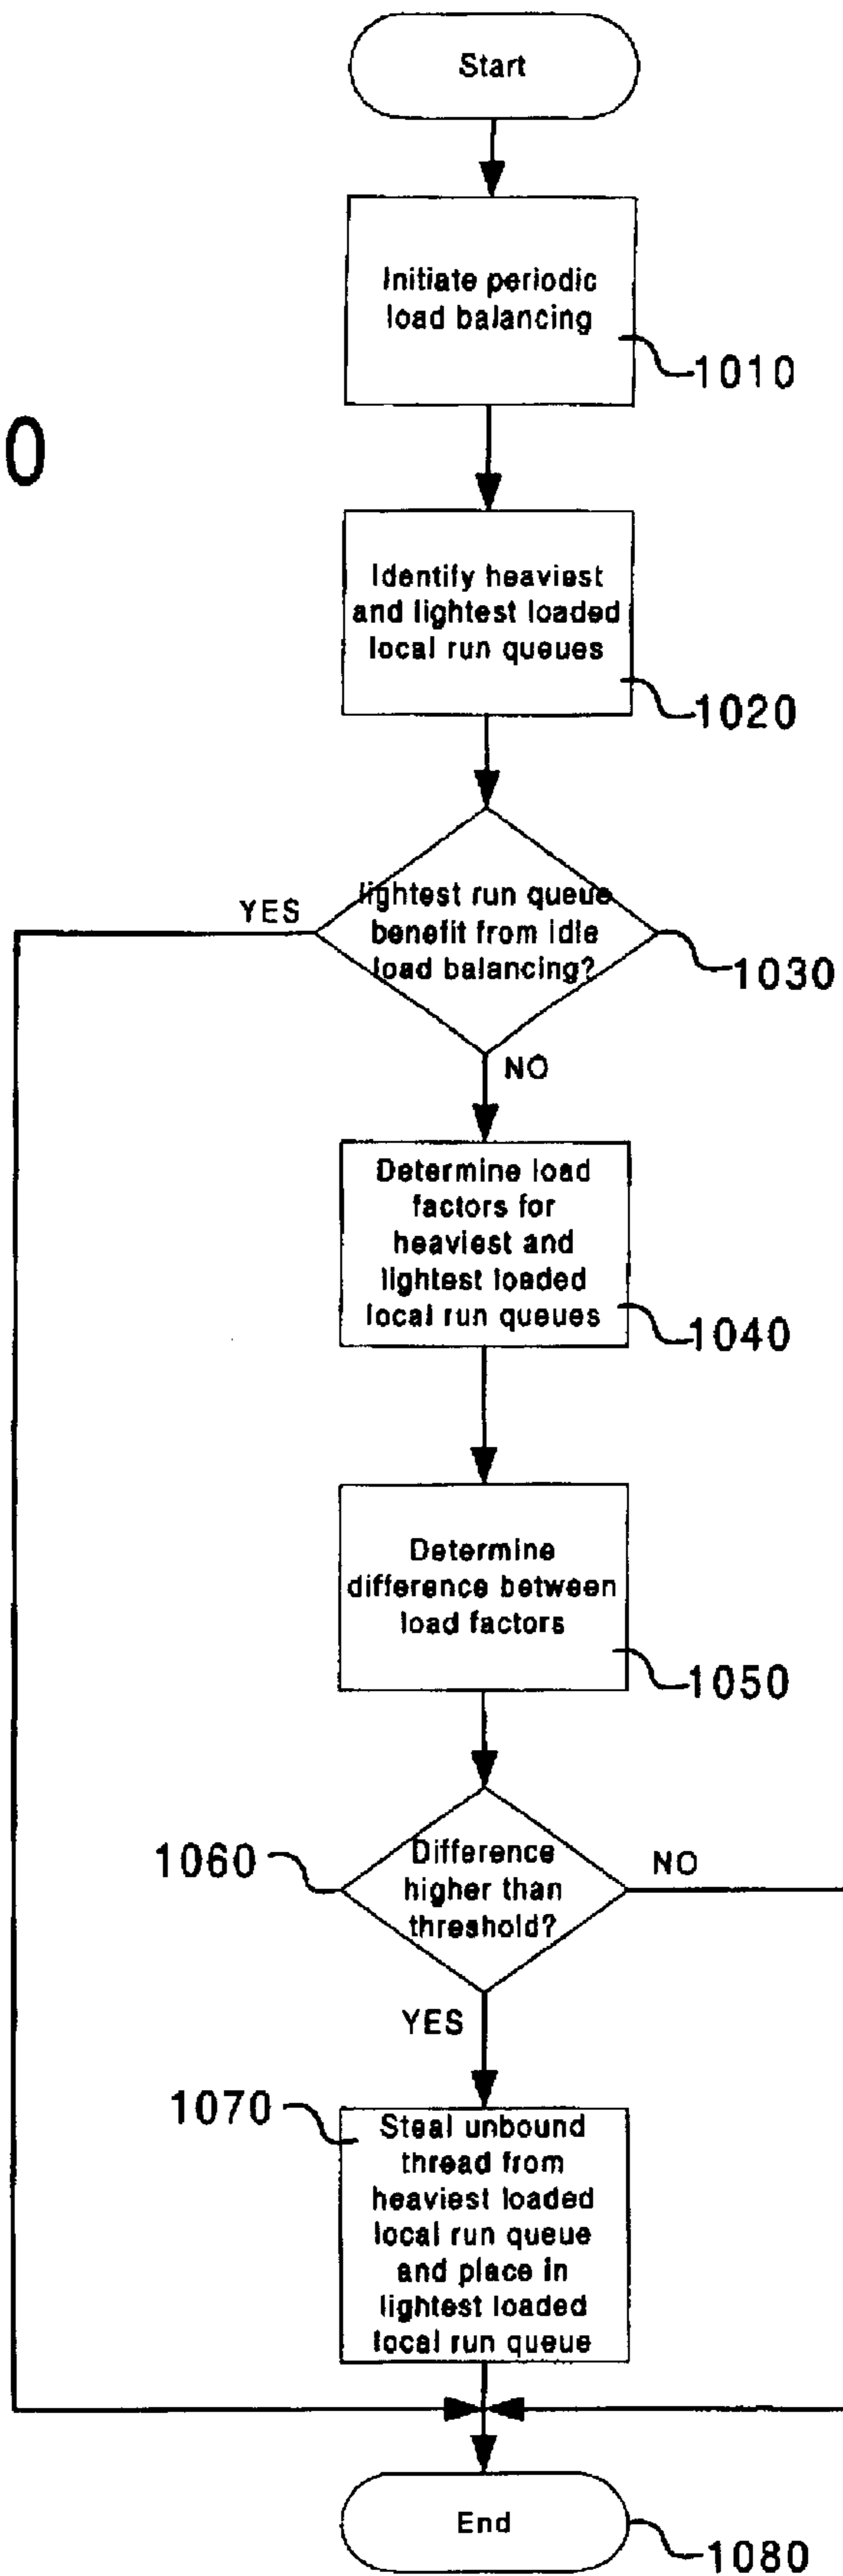 Start
Initiate periodic
load balancing
1010
0
Identify heaviest
and lightest loaded
local run queues
1020
lightest run queue
benefit from idle
load balancing?
YES
1030
NO
Determine load
factors for
heaviest and
lightest loaded
local run queues
1040
Determine
difference between
load factors
1050
1060
Difference
higher than
threshold?
NO
YES
1070
Steal unbound
thread from
heaviest loaded
local run queue
and place in
lightest loaded
local run queue
End
1080